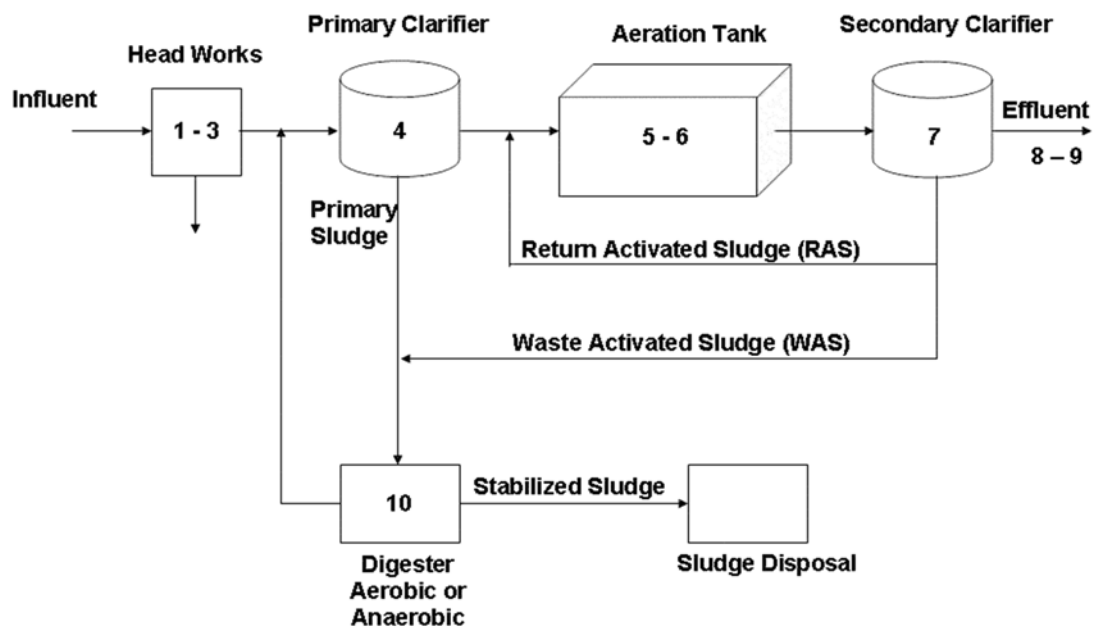 Primary Clarifier
Aeration Tank
Secondary Clarifier
Head Works
Influent
1 - 3
4
5 - 6
7
Effluent
8 – 9
Primary
Sludge
Return Activated Sludge (RAS)
Waste Activated Sludge (WAS)
10
Stabilized Sludge
Digester
Aerobic or
Anaerobic
Sludge Disposal